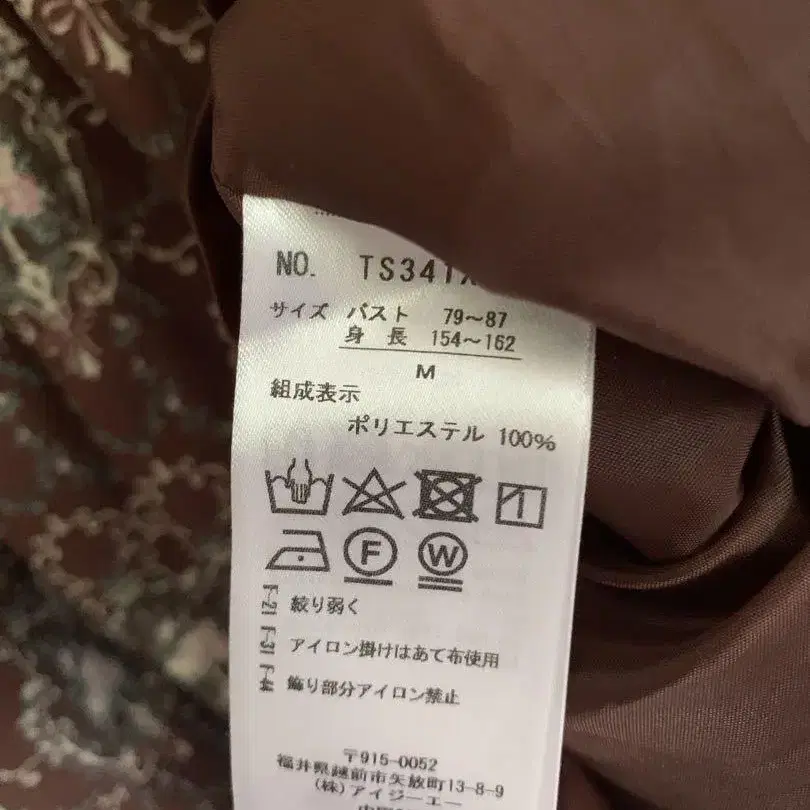 NO. TS341X
サイズ バスト 79～87
身長 154～162
M
組成表示
ポリエステル 100%
F W
絞り弱く
アイロン掛けはあて布使用
飾り部分アイロン禁止
〒915-0052
福井県越前市矢放町13-8-9
(株)アイジーエー